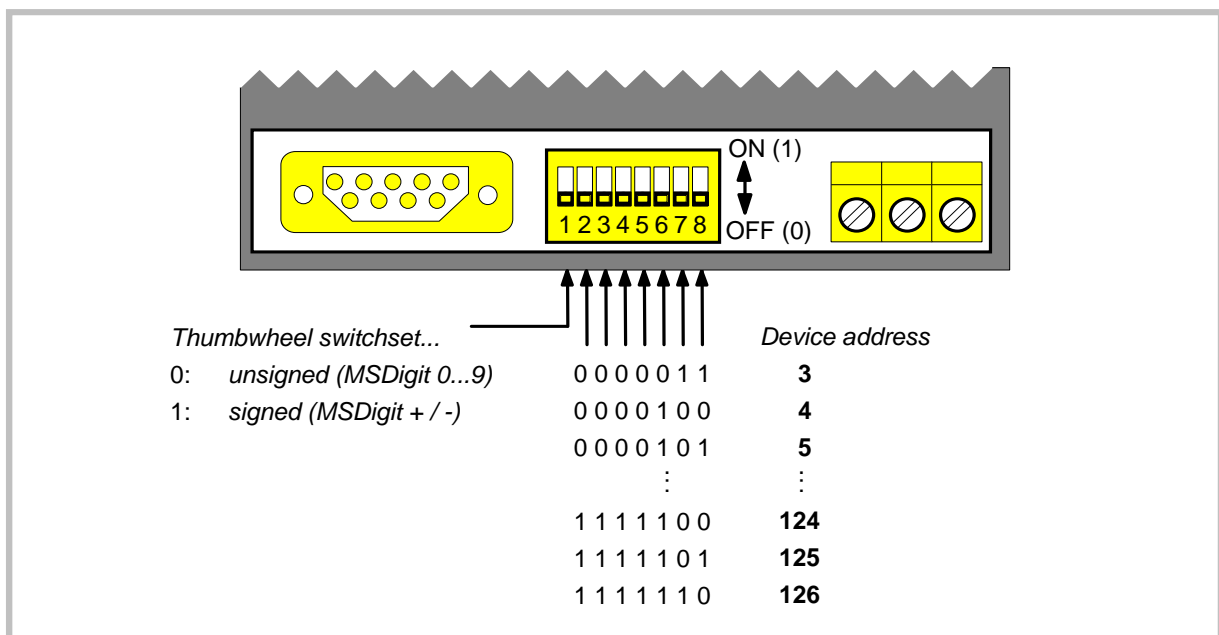 ON (1)
1 2 3 4 5 6 7 8
OFF (0)
Thumbwheel switchset... Device address
0: unsigned (MSDigit 0...9) 0 0 0 0 0 1 1 3
1: signed (MSDigit + / -) 0 0 0 0 1 0 0 4
0 0 0 0 1 0 1 5
⋮ ⋮
1 1 1 1 1 0 0 124
1 1 1 1 1 0 1 125
1 1 1 1 1 1 0 126